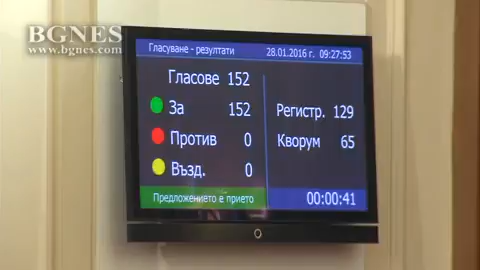 BGNES
www.bgnes.com
Гласуване - резултати 28.01.2016 г. 09:27:53
Гласове 152
За 152
Регистр. 129
Против 0
Кворум 65
Възд. 0
Предложението е прието 00:00:41